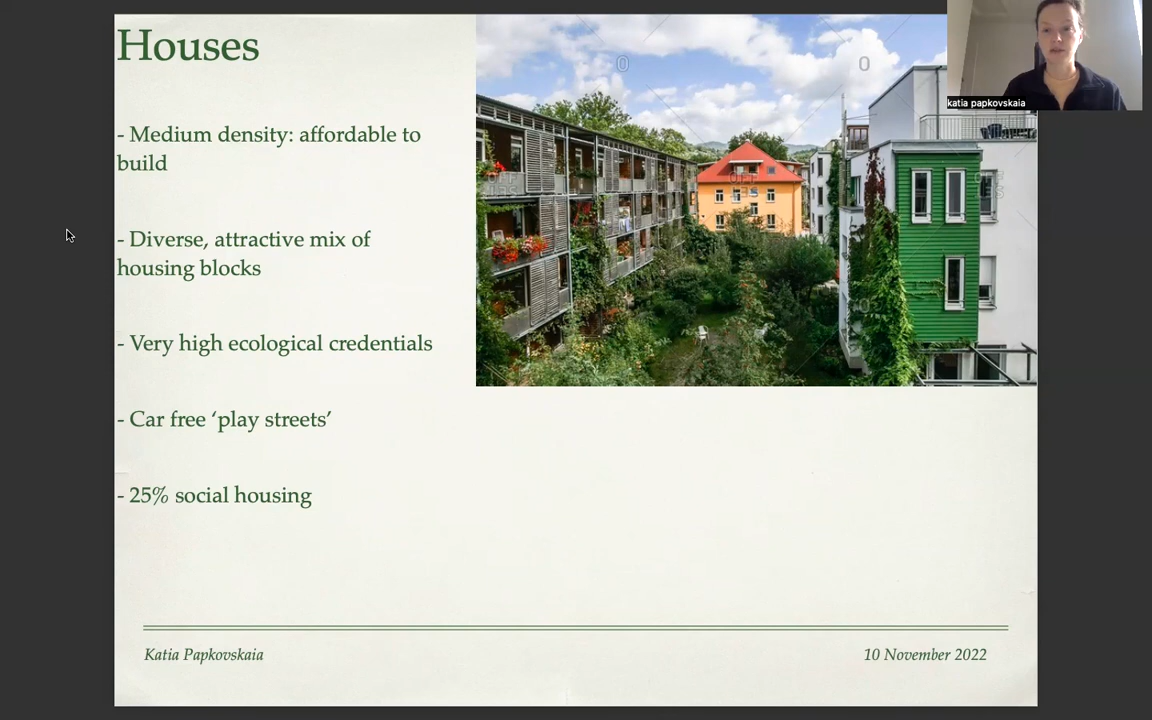 Houses
katia papkovskaia
- Medium density: affordable to
build
- Diverse, attractive mix of
housing blocks
- Very high ecological credentials
- Car free ‘play streets’
- 25% social housing
Katia Papkovskaia
10 November 2022